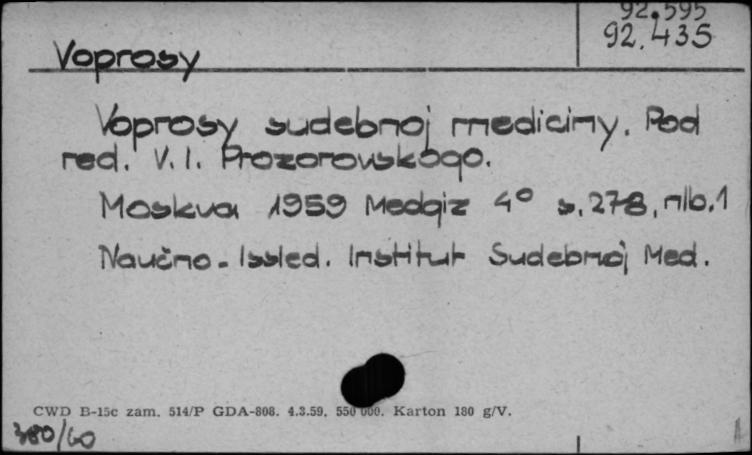 92.595
92.435
Voprosy
Voprosy sudebnoj mediciny. Pod
red. V.I. Prozorovskogo.
Moskva 1959 Medgiz 4° s. 278, nlb. 1
Naučno-Issled. Institut Sudebnoj Med.
CWD B-15c zam. 514/P GDA-808. 4.3.59. 550 000. Karton 180 g/V.
380/60